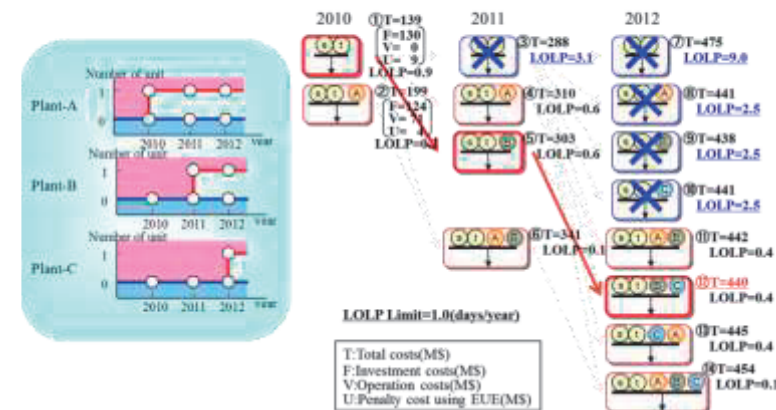 2010
2011
2012
①T=139
F=130
V= 0
U= 9
LOLP=0.9
②T=199
F=124
LOLP=0.
③T=288
LOLP=3.1
④T=310
LOLP=0.6
⑤T=303
LOLP=0.6
⑥T=341
LOLP=0.1
⑦T=475
LOLP=9.0
⑧T=441
LOLP=2.5
⑨T=438
LOLP=2.5
⑩T=441
LOLP=2.5
⑪T=442
LOLP=0.4
⑫T=440
LOLP=0.4
⑬T=445
LOLP=0.4
⑭T=454
LOLP=0.1
s t
s t A
s t A
s t B
s t A B
s t A B
s t B C
s t C A
s t A B C
Number of unit
Plant-A
1
0
2010 2011 2012 year
Number of unit
Plant-B
1
0
2010 2011 2012 year
Number of unit
Plant-C
1
0
2010 2011 2012 year
LOLP Limit=1.0(days/year)
T:Total costs(M$)
F:Investment costs(M$)
V:Operation costs(M$)
U:Penalty cost using EUE(M$)